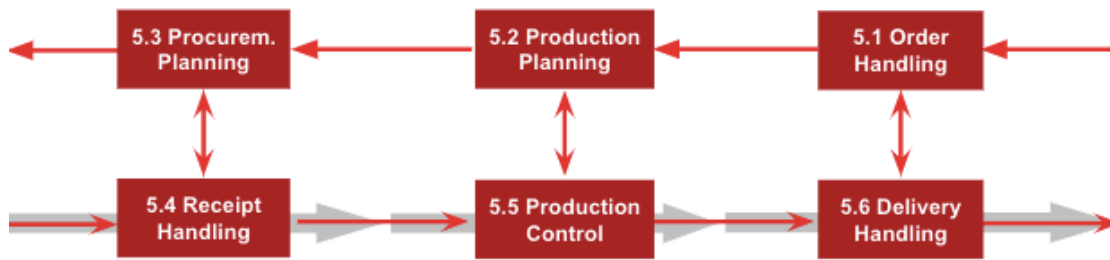 5.3 Procurem.
Planning
5.2 Production
Planning
5.1 Order
Handling
5.4 Receipt
Handling
5.5 Production
Control
5.6 Delivery
Handling